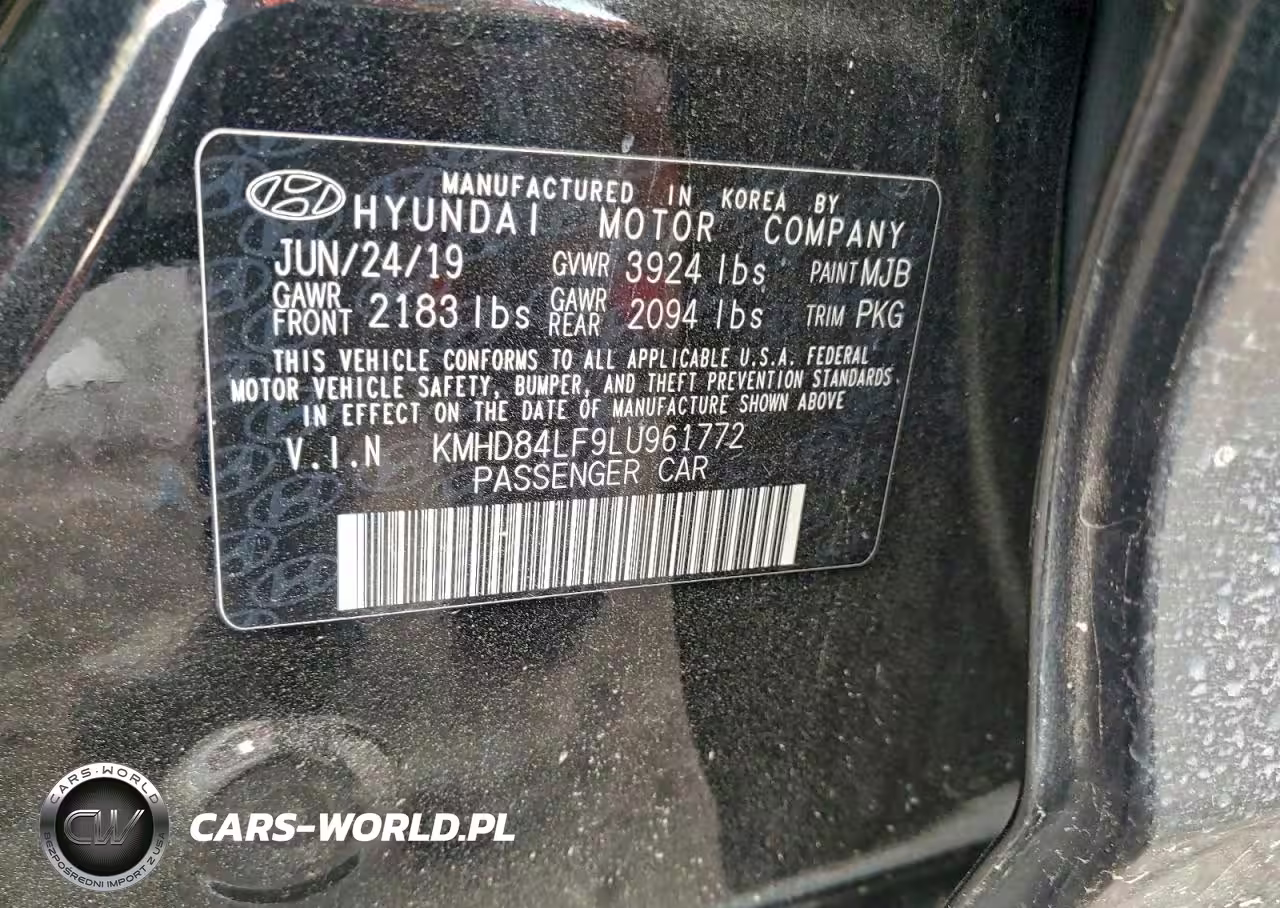 MANUFACTURED IN KOREA BY
HYUNDAI MOTOR COMPANY
JUN/24/19 GVWR 3924 lbs PAINT MJB
GAWR FRONT 2183 lbs GAWR REAR 2094 lbs TRIM PKG
THIS VEHICLE CONFORMS TO ALL APPLICABLE U.S.A. FEDERAL
MOTOR VEHICLE SAFETY, BUMPER, AND THEFT PREVENTION STANDARDS
IN EFFECT ON THE DATE OF MANUFACTURE SHOWN ABOVE
V.I.N KMHD84LF9LU961772
PASSENGER CAR
CARS-WORLD
CW
BEZPOŚREDNI IMPORT Z USA
CARS-WORLD.PL